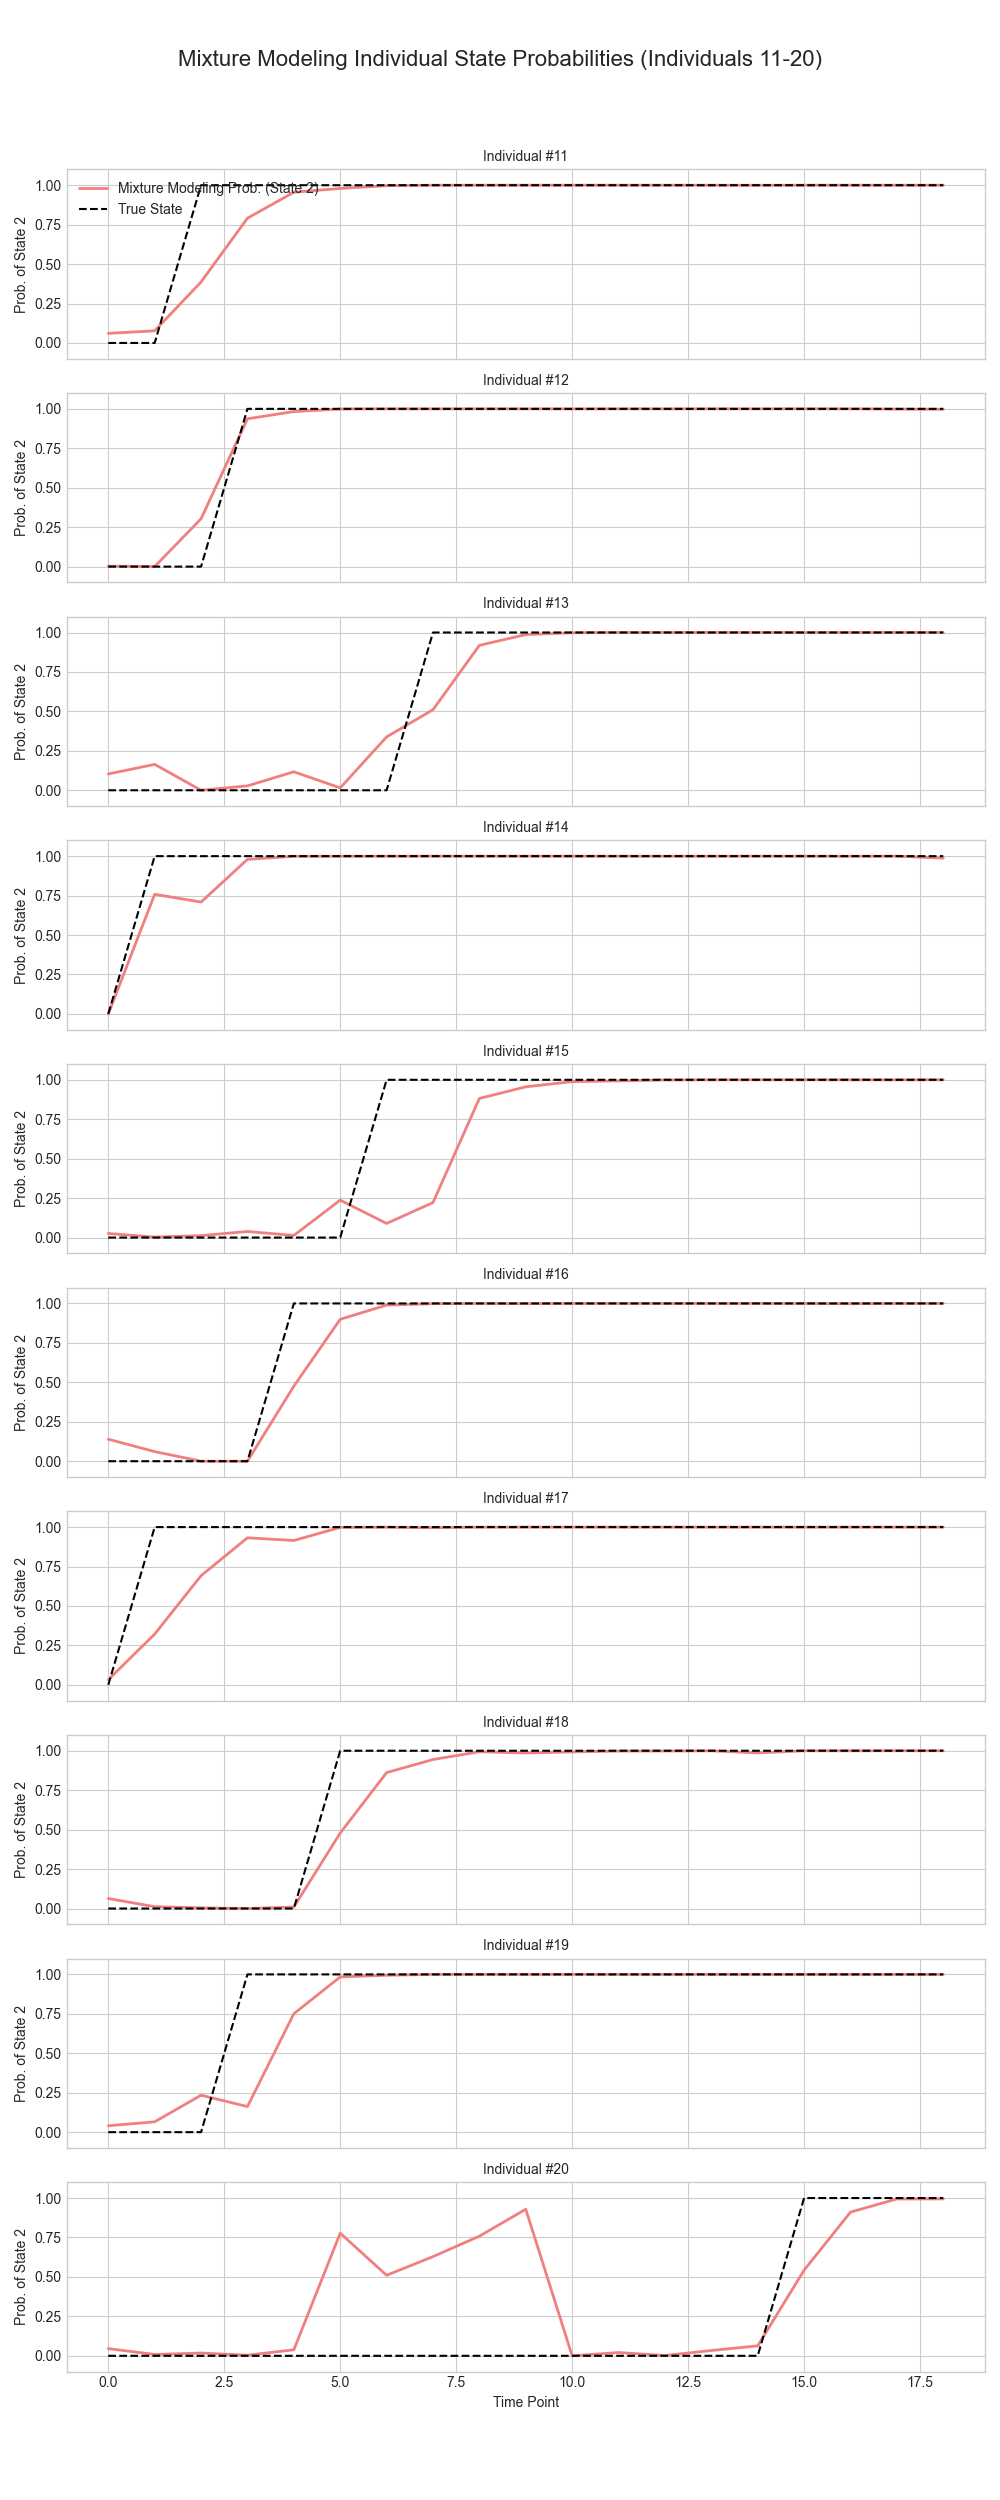 Mixture Modeling Individual State Probabilities (Individuals 11-20)
Individual #11
Mixture Modeling Prob. (State 2)
True State
Prob. of State 2
1.00
0.75
0.50
0.25
0.00
Individual #12
Prob. of State 2
1.00
0.75
0.50
0.25
0.00
Individual #13
Prob. of State 2
1.00
0.75
0.50
0.25
0.00
Individual #14
Prob. of State 2
1.00
0.75
0.50
0.25
0.00
Individual #15
Prob. of State 2
1.00
0.75
0.50
0.25
0.00
Individual #16
Prob. of State 2
1.00
0.75
0.50
0.25
0.00
Individual #17
Prob. of State 2
1.00
0.75
0.50
0.25
0.00
Individual #18
Prob. of State 2
1.00
0.75
0.50
0.25
0.00
Individual #19
Prob. of State 2
1.00
0.75
0.50
0.25
0.00
Individual #20
Prob. of State 2
1.00
0.75
0.50
0.25
0.00
0.0 2.5 5.0 7.5 10.0 12.5 15.0 17.5
Time Point